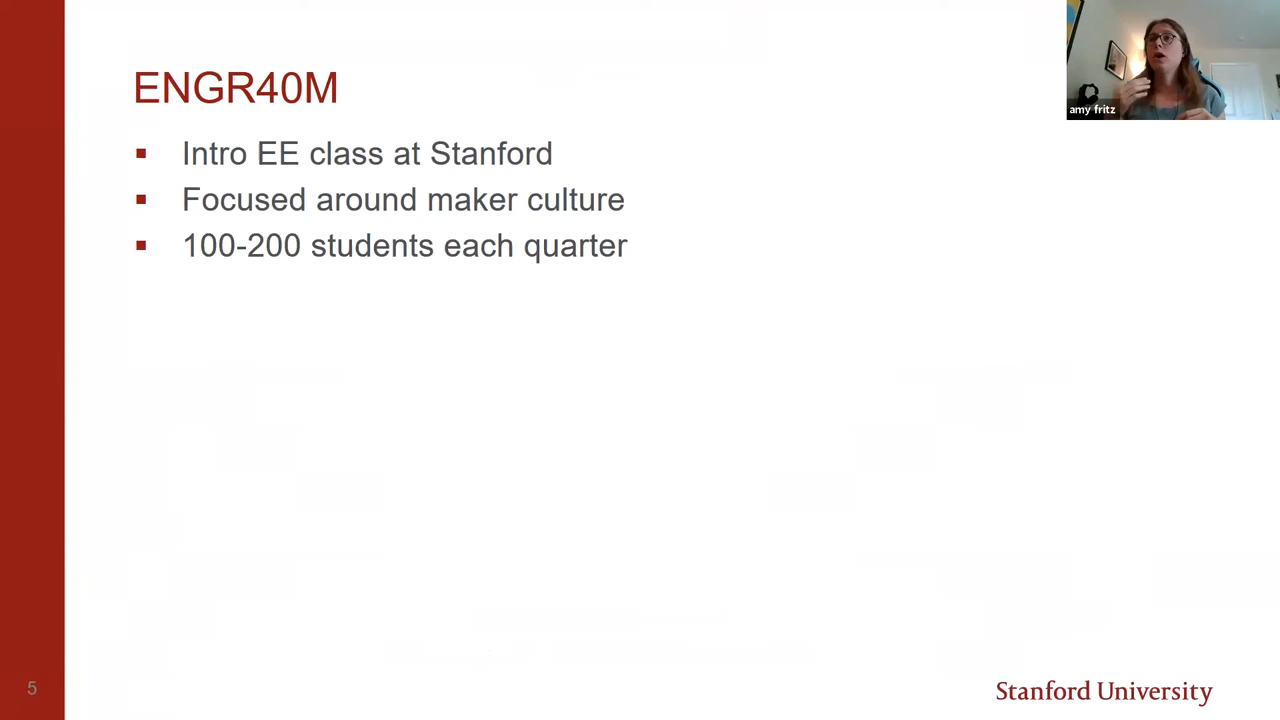 ENGR40M
▪ Intro EE class at Stanford
▪ Focused around maker culture
▪ 100-200 students each quarter
amy fritz
5
Stanford University